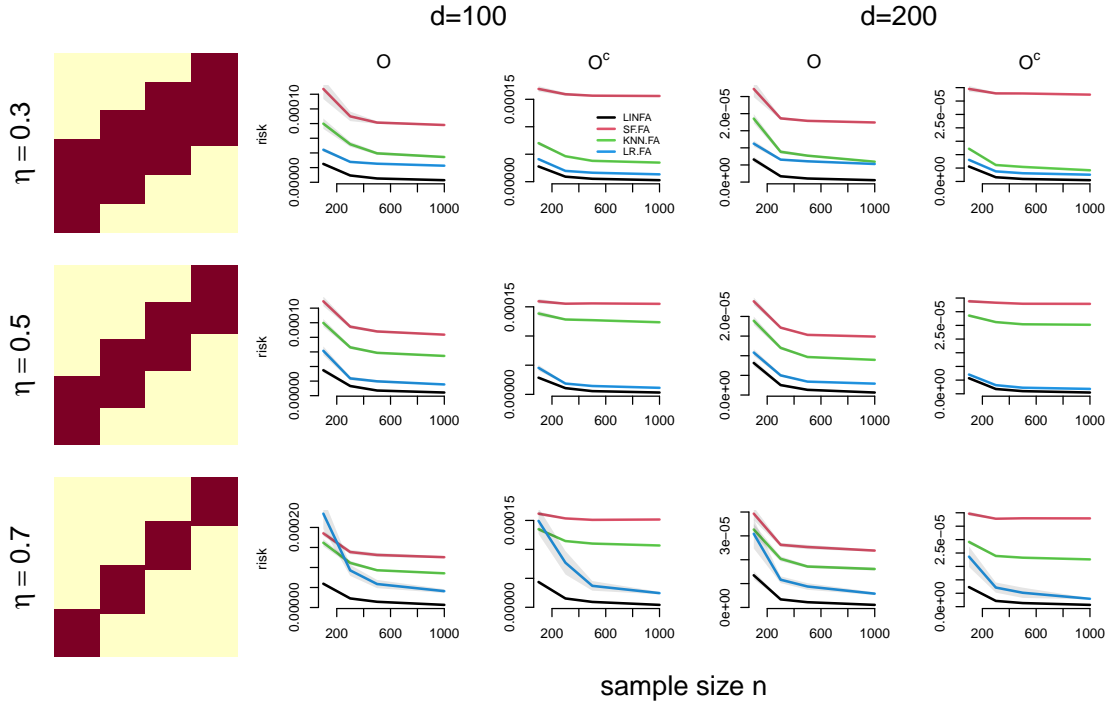 d=100 d=200
O O^c O O^c
η = 0.3
risk
0.00000 0.00010
200 600 1000
0.00000 0.00015
LINFA
SF.FA
KNN.FA
LR.FA
200 600 1000
0.0e+00 2.0e-05
200 600 1000
0.0e+00 2.5e-05
200 600 1000
η = 0.5
risk
0.00000 0.00010
200 600 1000
0.00000 0.00015
200 600 1000
0.0e+00 2.0e-05
200 600 1000
0.0e+00 2.5e-05
200 600 1000
η = 0.7
risk
0.00000 0.00020
200 600 1000
0.00000 0.00015
200 600 1000
0e+00 3e-05
200 600 1000
0.0e+00 2.5e-05
200 600 1000
sample size n